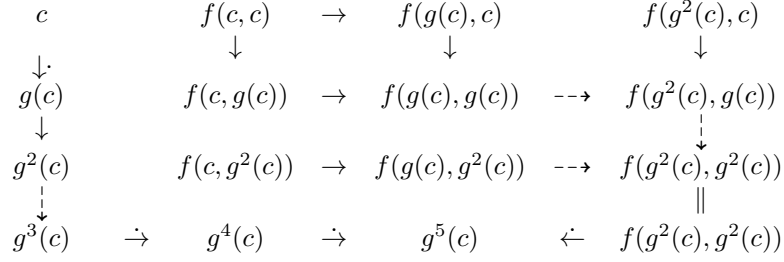 c f(c, c) → f(g(c), c) f(g²(c), c)
↓ ↓ ↓ ↓
g(c) f(c, g(c)) → f(g(c), g(c)) ⇢ f(g²(c), g(c))
↓ ⇣
g²(c) f(c, g²(c)) → f(g(c), g²(c)) ⇢ f(g²(c), g²(c))
⇣ ∥
g³(c) →̇ g⁴(c) →̇ g⁵(c) ←̇ f(g²(c), g²(c))